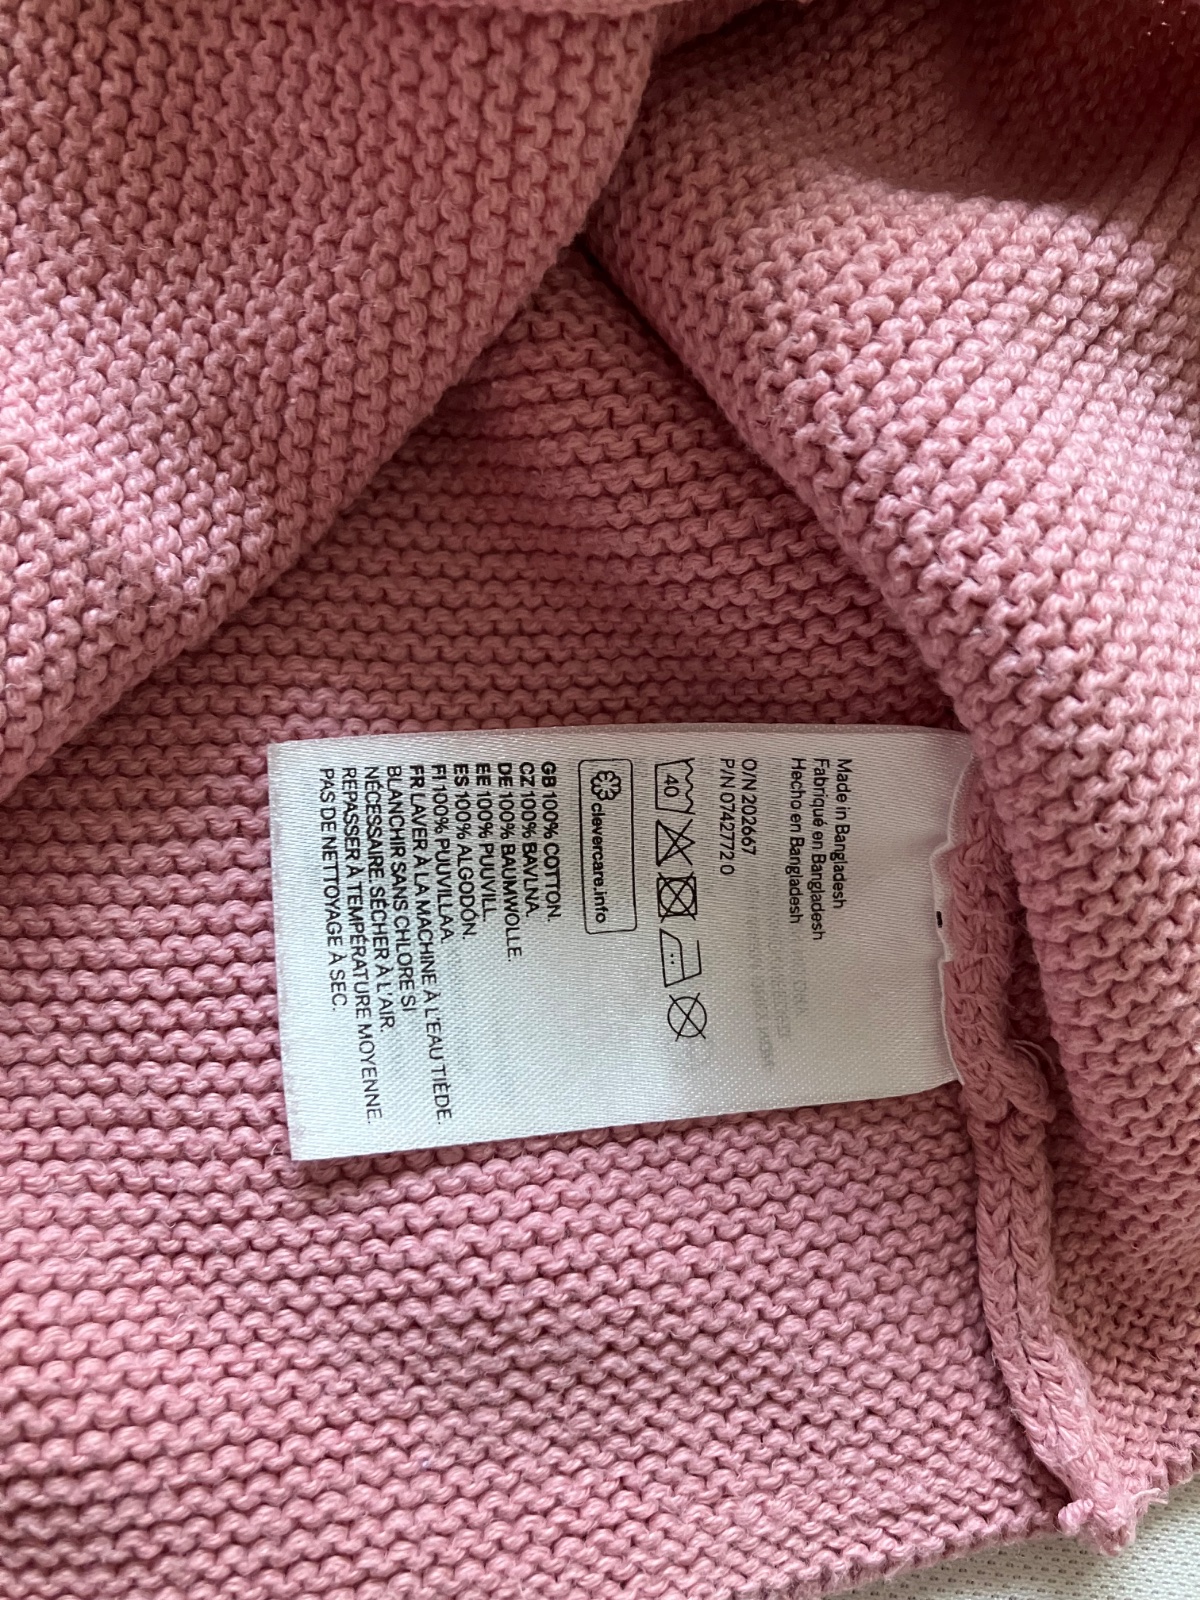 Made in Bangladesh
Fabriqué en Bangladesh
Hecho en Bangladesh
O/N 202667
P/N 0742772 0
40
clevercare.info
GB 100% COTTON
CZ 100% BAVLNA.
DE 100% BAUMWOLLE.
EE 100% PUUVILL.
ES 100% ALGODÓN.
FI 100% PUUVILLAA.
FR LAVER À LA MACHINE À L'EAU TIÈDE.
BLANCHIR SANS CHLORE SI
NÉCESSAIRE. SÉCHER À L'AIR.
REPASSER À TEMPÉRATURE MOYENNE.
PAS DE NETTOYAGE À SEC.